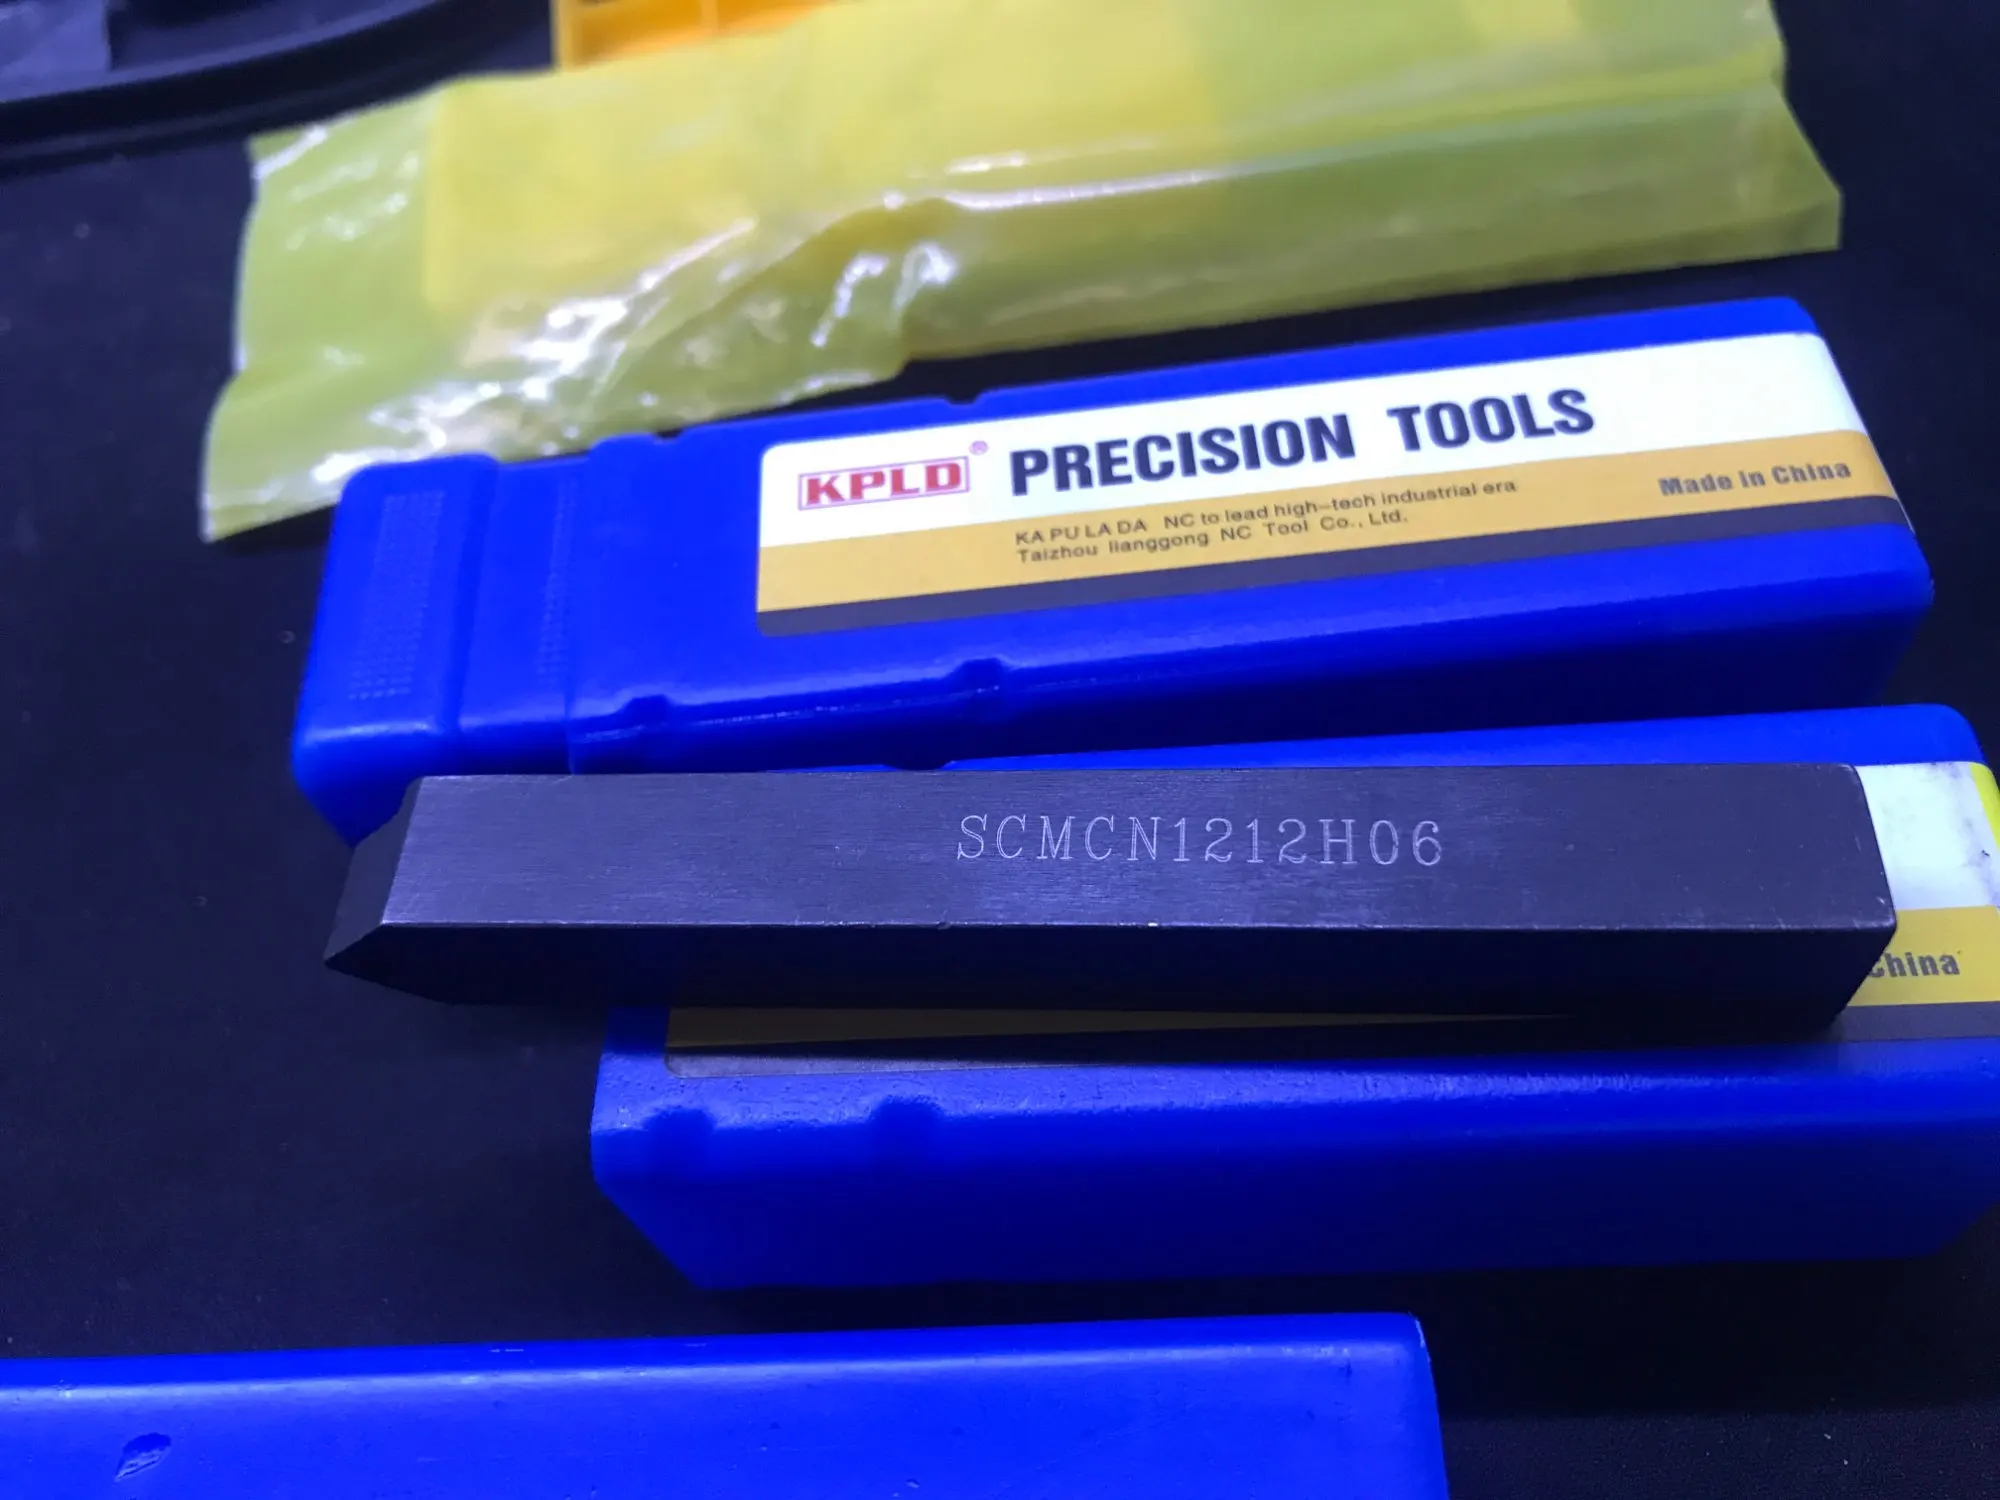 KPLD® PRECISION TOOLS
KA PU LA DA NC to lead high-tech industrial era
Taizhou lianggong NC Tool Co., Ltd.
Made in China
SCMCN1212H06
China